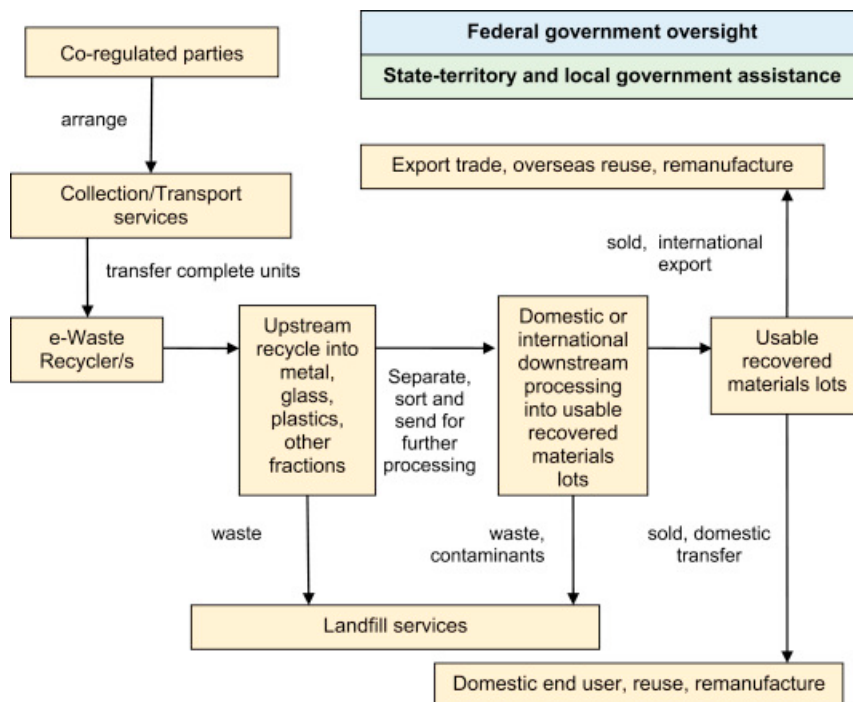 Co-regulated parties
Federal government oversight
State-territory and local government assistance
arrange
Export trade, overseas reuse, remanufacture
Collection/Transport
services
sold, international
export
transfer complete units
e-Waste
Recycler/s
Upstream
recycle into
metal,
glass,
plastics,
other
fractions
Separate,
sort and
send for
further
processing
Domestic or
international
downstream
processing
into usable
recovered
materials
lots
Usable
recovered
materials lots
waste
waste,
contaminants
sold, domestic
transfer
Landfill services
Domestic end user, reuse, remanufacture